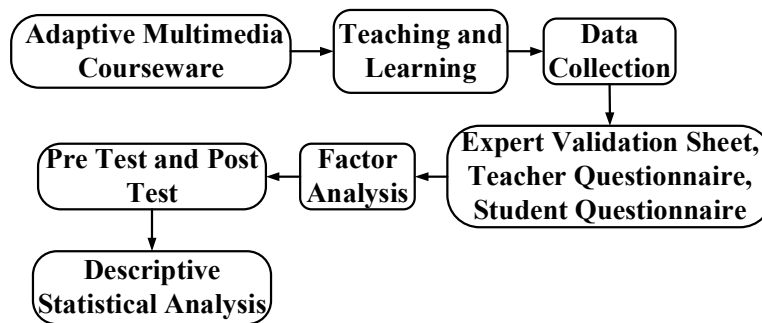 Adaptive Multimedia
Courseware
Teaching and
Learning
Data
Collection
Expert Validation Sheet,
Teacher Questionnaire,
Student Questionnaire
Factor
Analysis
Pre Test and Post
Test
Descriptive
Statistical Analysis